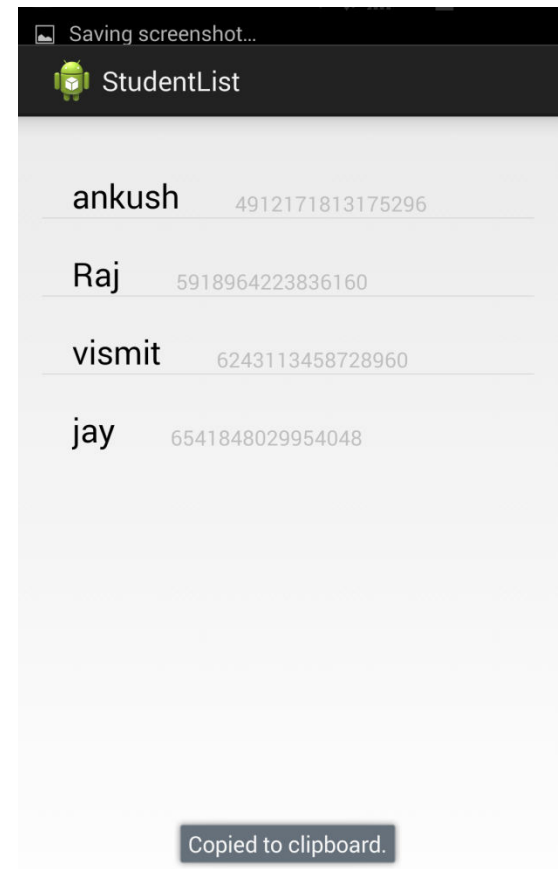 Saving screenshot...
StudentList
ankush 4912171813175296
Raj 5918964223836160
vismit 6243113458728960
jay 6541848029954048
Copied to clipboard.